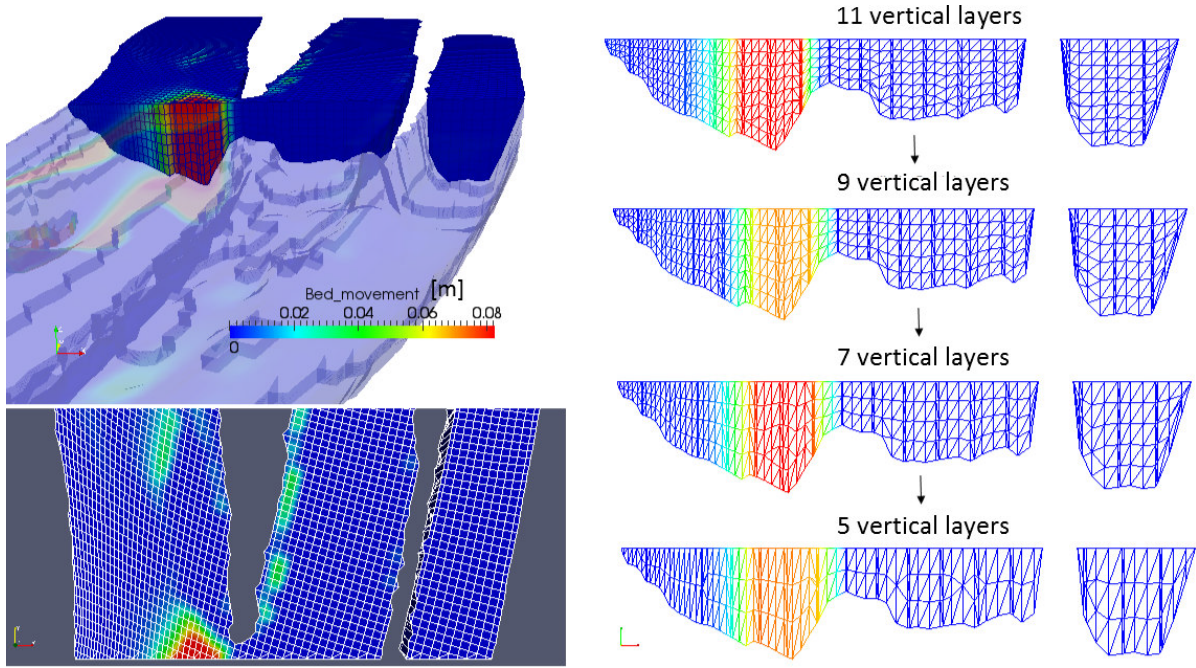 Bed_movement [m]
0.02 0.04 0.06 0.08
0
11 vertical layers
9 vertical layers
7 vertical layers
5 vertical layers